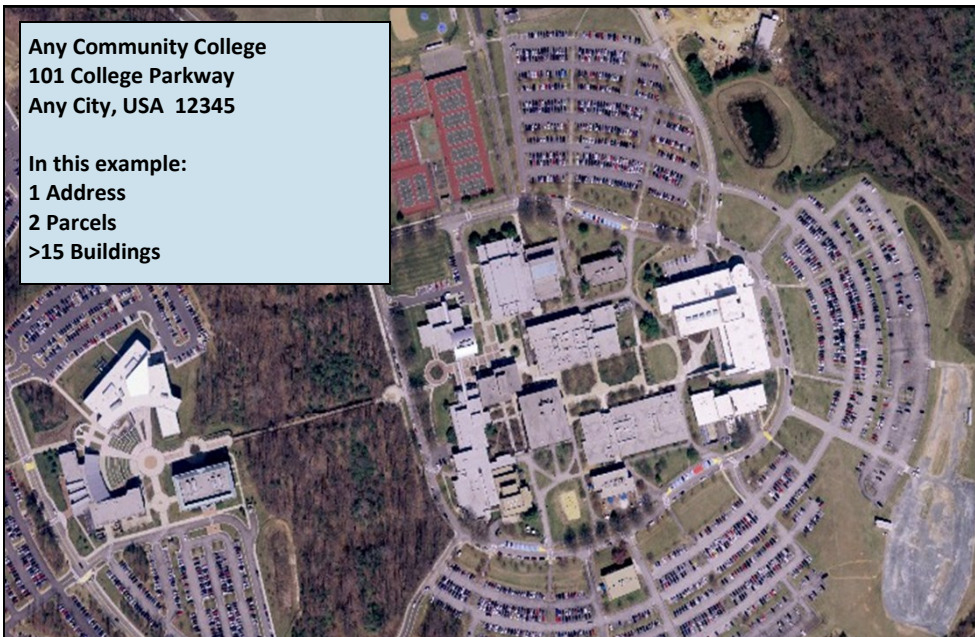 Any Community College
101 College Parkway
Any City, USA 12345
In this example:
1 Address
2 Parcels
>15 Buildings